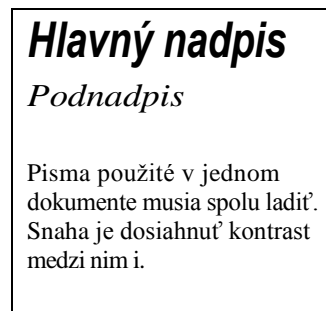 Hlavný nadpis
Podnadpis
Pisma použité v jednom
dokumente musia spolu ladiť.
Snaha je dosiahnuť kontrast
medzi nim i.